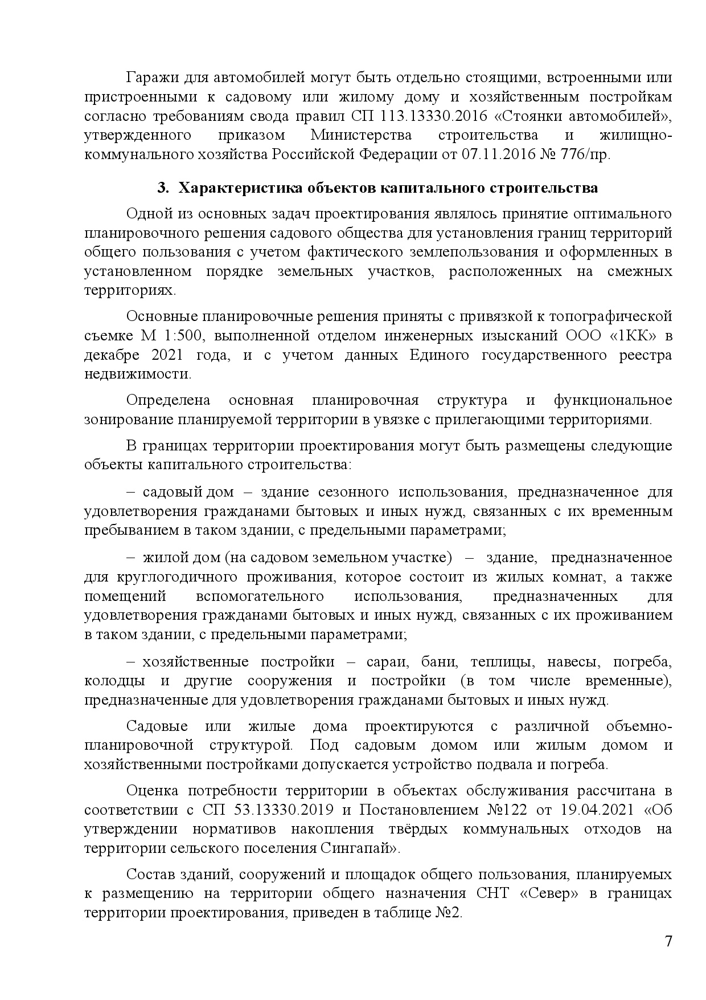 Гаражи для автомобилей могут быть отдельно стоящими, встроенными или
пристроенными к садовому или жилому дому и хозяйственным постройкам
согласно требованиям свода правил СП 113.13330.2016 «Стоянки автомобилей»,
утвержденного приказом Министерства строительства и жилищно-
коммунального хозяйства Российской Федерации от 07.11.2016 № 776/пр.
3. Характеристика объектов капитального строительства
Одной из основных задач проектирования являлось принятие оптимального
планировочного решения садового общества для установления границ территорий
общего пользования с учетом фактического землепользования и оформленных в
установленном порядке земельных участков, расположенных на смежных
территориях.
Основные планировочные решения приняты с привязкой к топографической
съемке М 1:500, выполненной отделом инженерных изысканий ООО «1КК» в
декабре 2021 года, и с учетом данных Единого государственного реестра
недвижимости.
Определена основная планировочная структура и функциональное
зонирование планируемой территории в увязке с прилегающими территориями.
В границах территории проектирования могут быть размещены следующие
объекты капитального строительства:
– садовый дом – здание сезонного использования, предназначенное для
удовлетворения гражданами бытовых и иных нужд, связанных с их временным
пребыванием в таком здании, с предельными параметрами;
– жилой дом (на садовом земельном участке) – здание, предназначенное
для круглогодичного проживания, которое состоит из жилых комнат, а также
помещений вспомогательного использования, предназначенных для
удовлетворения гражданами бытовых и иных нужд, связанных с их проживанием
в таком здании, с предельными параметрами;
– хозяйственные постройки – сараи, бани, теплицы, навесы, погреба,
колодцы и другие сооружения и постройки (в том числе временные),
предназначенные для удовлетворения гражданами бытовых и иных нужд.
Садовые или жилые дома проектируются с различной объемно-
планировочной структурой. Под садовым домом или жилым домом и
хозяйственными постройками допускается устройство подвала и погреба.
Оценка потребности территории в объектах обслуживания рассчитана в
соответствии с СП 53.13330.2019 и Постановлением №122 от 19.04.2021 «Об
утверждении нормативов накопления твёрдых коммунальных отходов на
территории сельского поселения Сингапай».
Состав зданий, сооружений и площадок общего пользования, планируемых
к размещению на территории общего назначения СНТ «Север» в границах
территории проектирования, приведен в таблице №2.
7